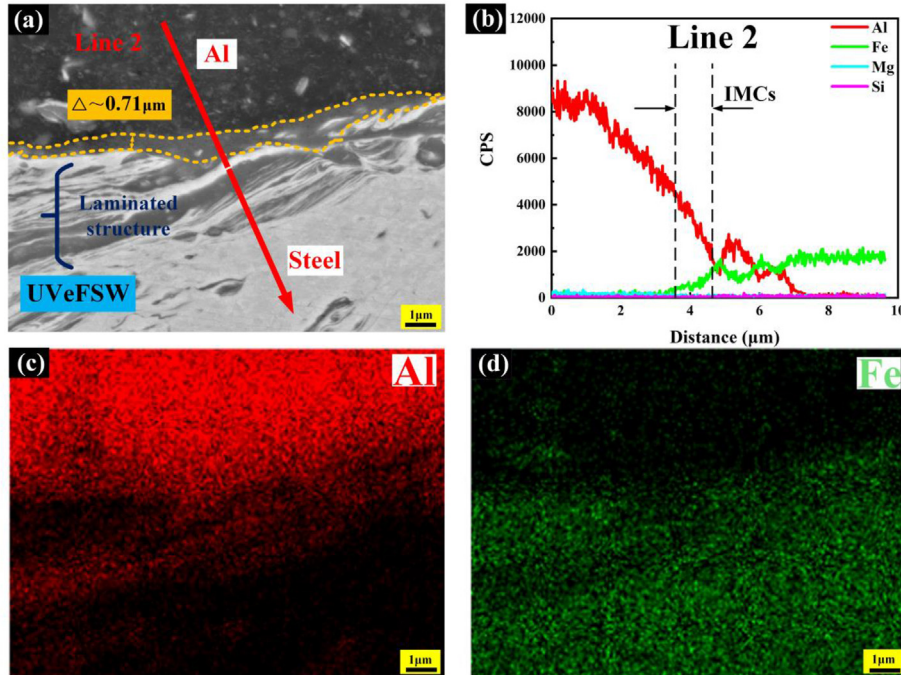 (a)
Line 2
Al
△~0.71μm
Laminated
structure
Steel
UVeFSW
1μm
(b)
Line 2
Al
Fe
Mg
Si
IMCs
CPS
12000
10000
8000
6000
4000
2000
0
0 2 4 6 8 10
Distance (μm)
(c)
Al
1μm
(d)
Fe
1μm